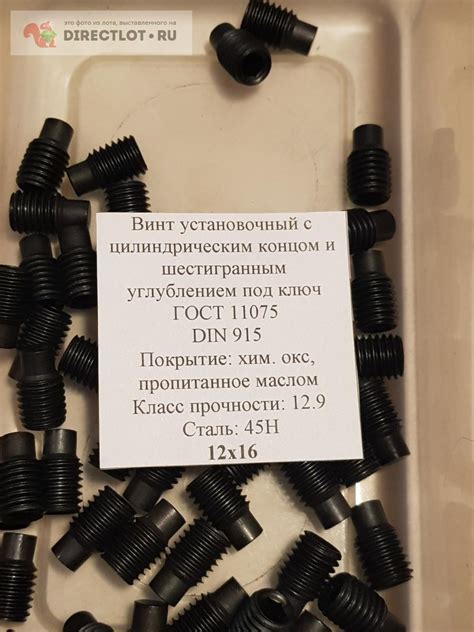 это фото из лота, выставленного на
DIRECTLOT.RU
Винт установочный с
цилиндрическим концом и
шестигранным
углублением под ключ
ГОСТ 11075
DIN 915
Покрытие: хим. окс,
пропитанное маслом
Класс прочности: 12.9
Сталь: 45Н
12x16